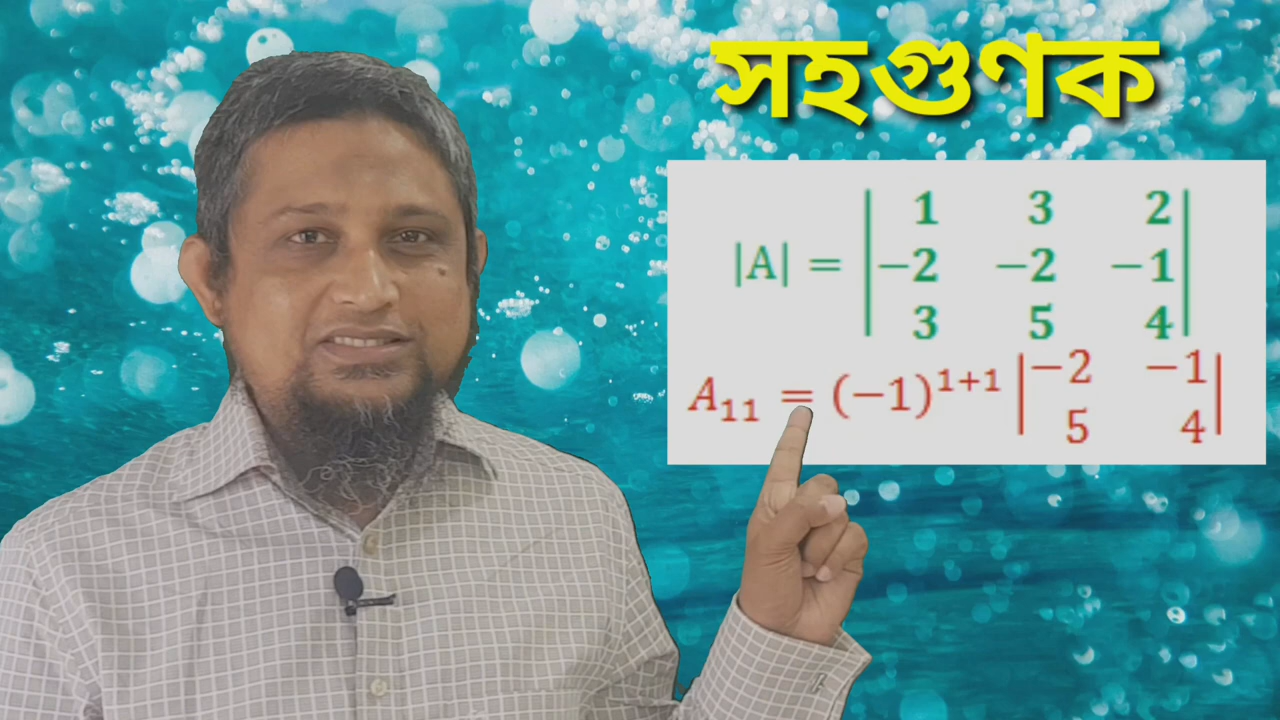 সহগুণক
|A| = | 1 3 2 |
| −2 −2 −1 |
| 3 5 4 |
A₁₁ = (−1)¹⁺¹ | −2 −1 |
| 5 4 |